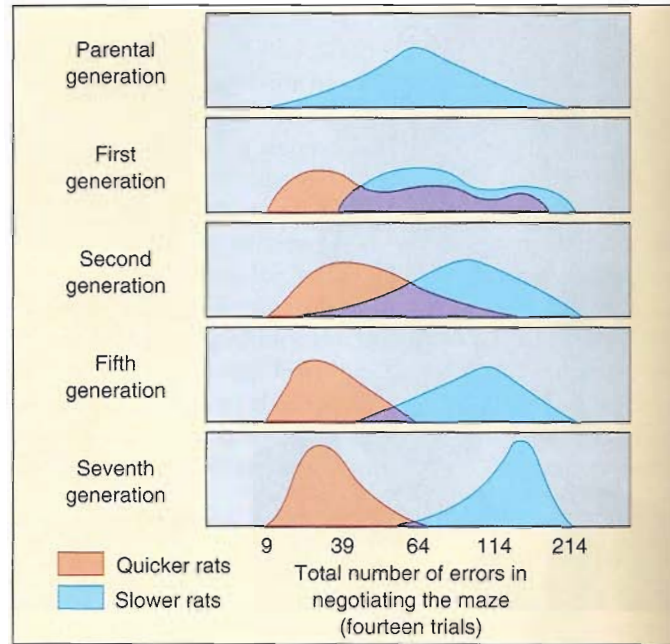 Parental
generation
First
generation
Second
generation
Fifth
generation
Seventh
generation
9 39 64 114 214
Quicker rats
Slower rats
Total number of errors in
negotiating the maze
(fourteen trials)